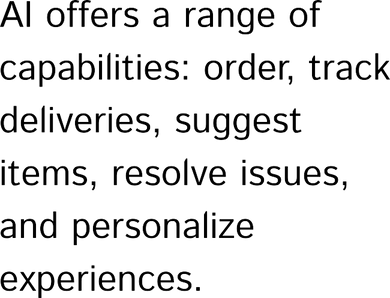 AI offers a range of
capabilities: order, track
deliveries, suggest
items, resolve issues,
and personalize
experiences.